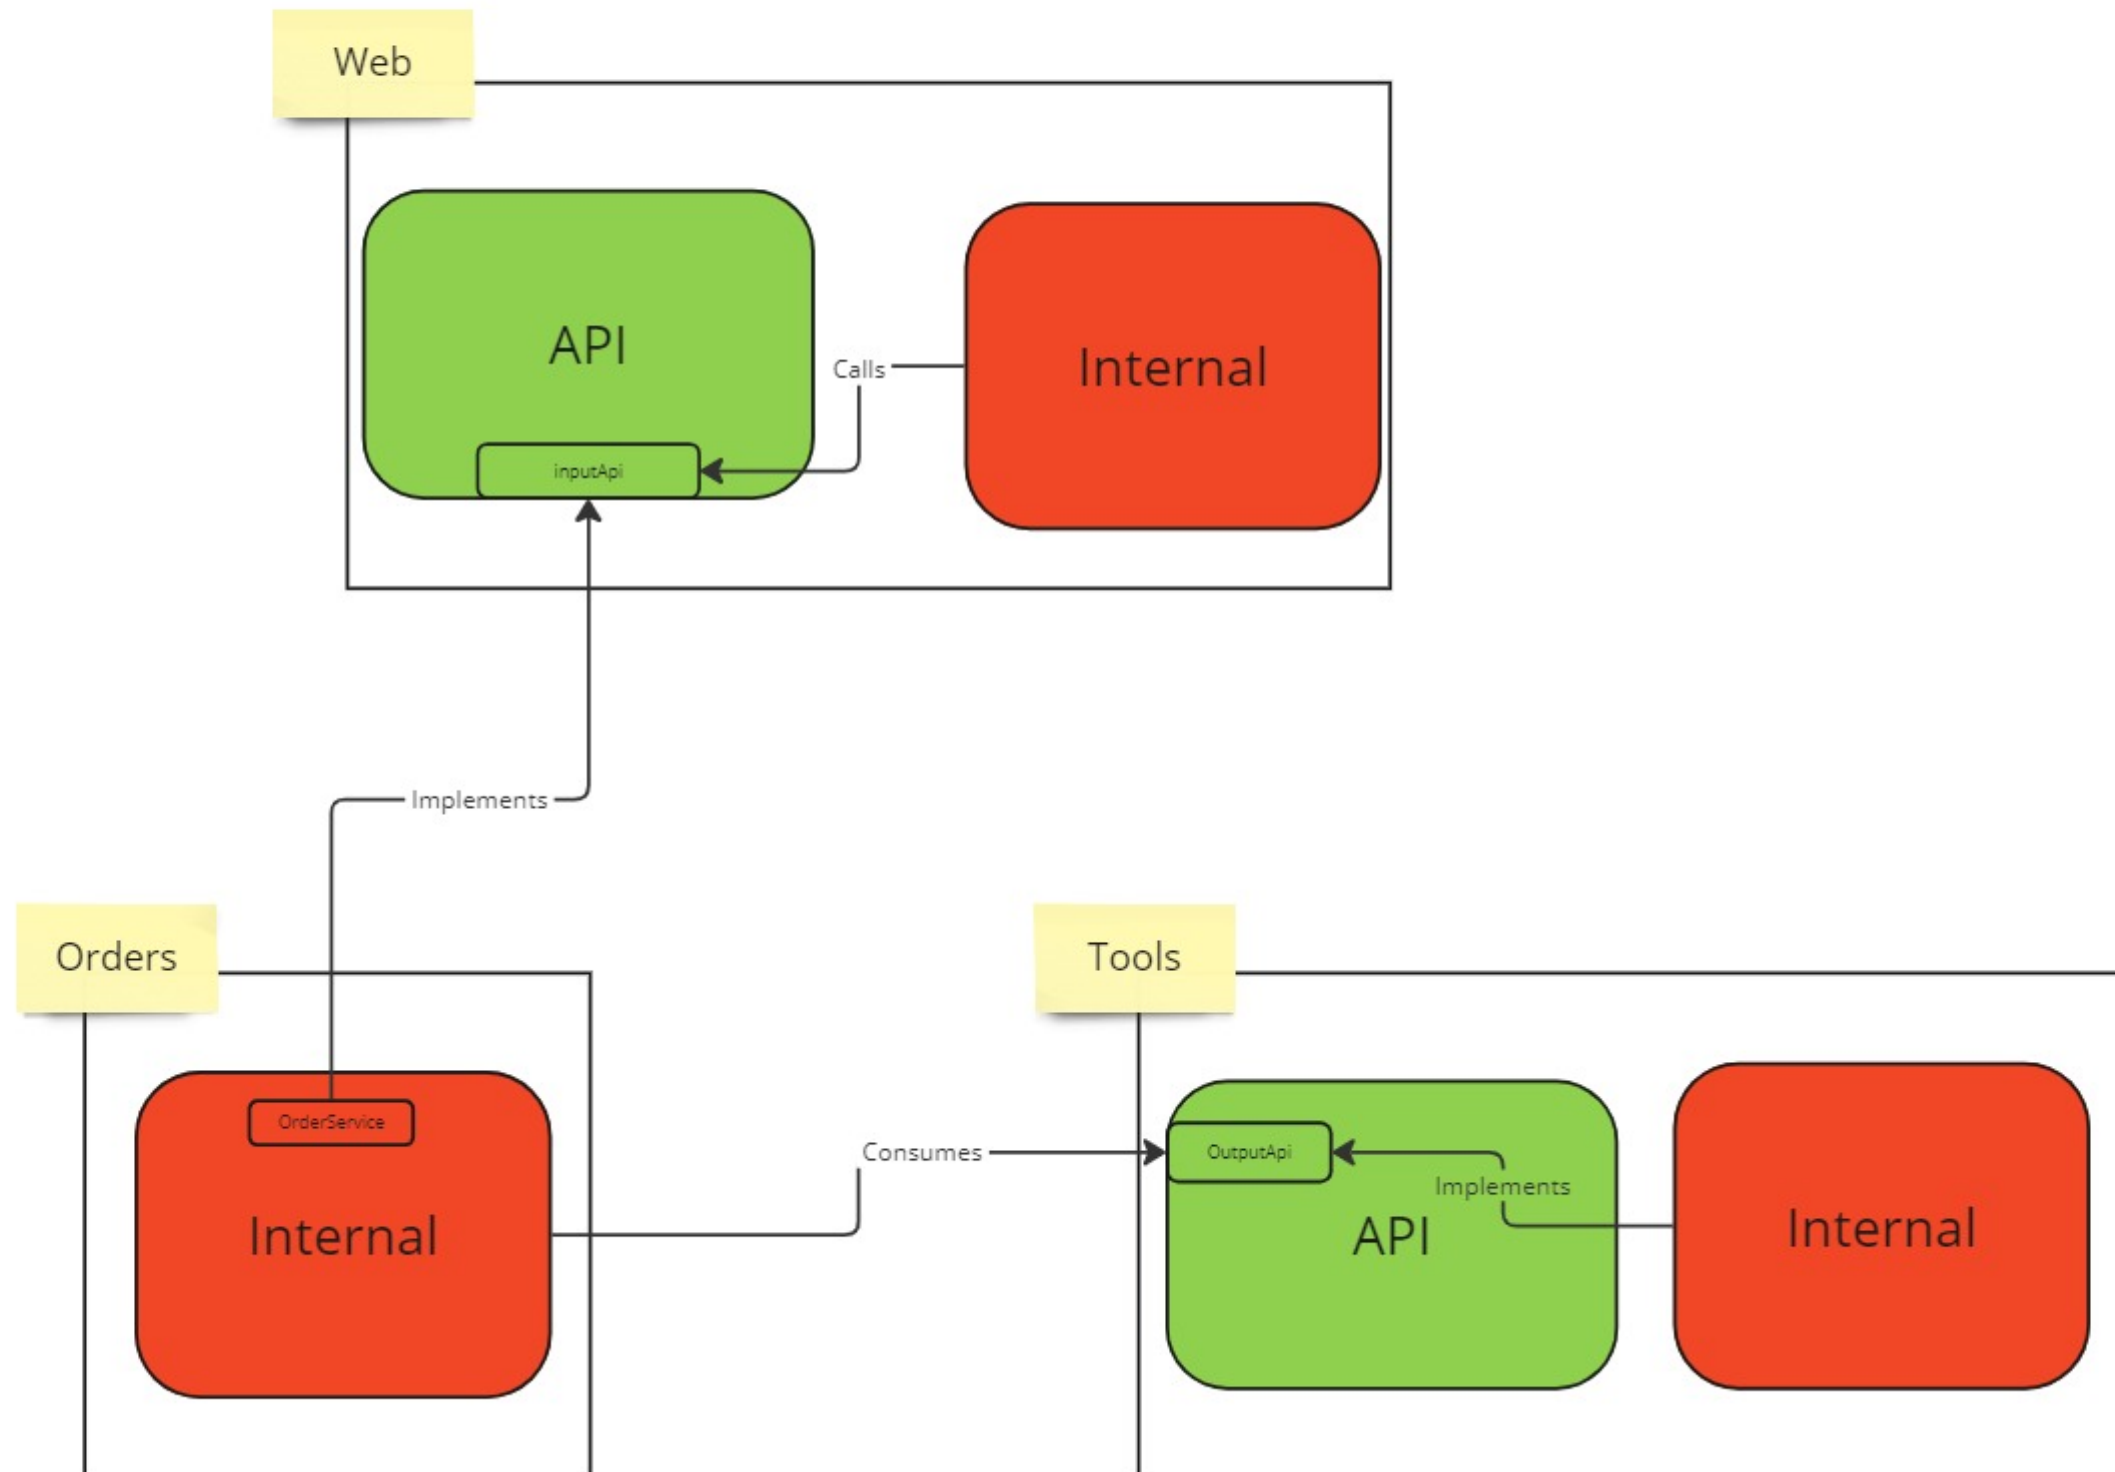 Web
API
Internal
Calls
inputApi
Implements
Orders
Tools
OrderService
Internal
Consumes
OutputApi
Implements
API
Internal